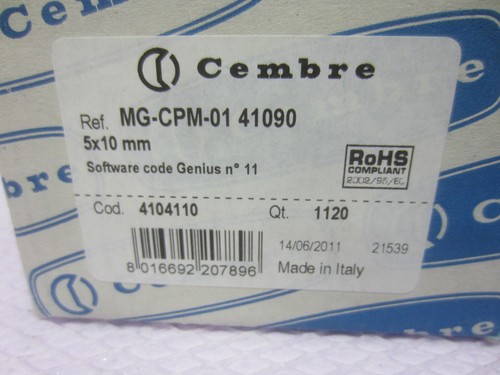 Cembre
Ref. MG-CPM-01 41090
5x10 mm
Software code Genius n° 11
RoHS
COMPLIANT
2002/95/EC
Cod. 4104110 Qt. 1120
14/06/2011 21539
8 016692 207896
Made in Italy
Cembre